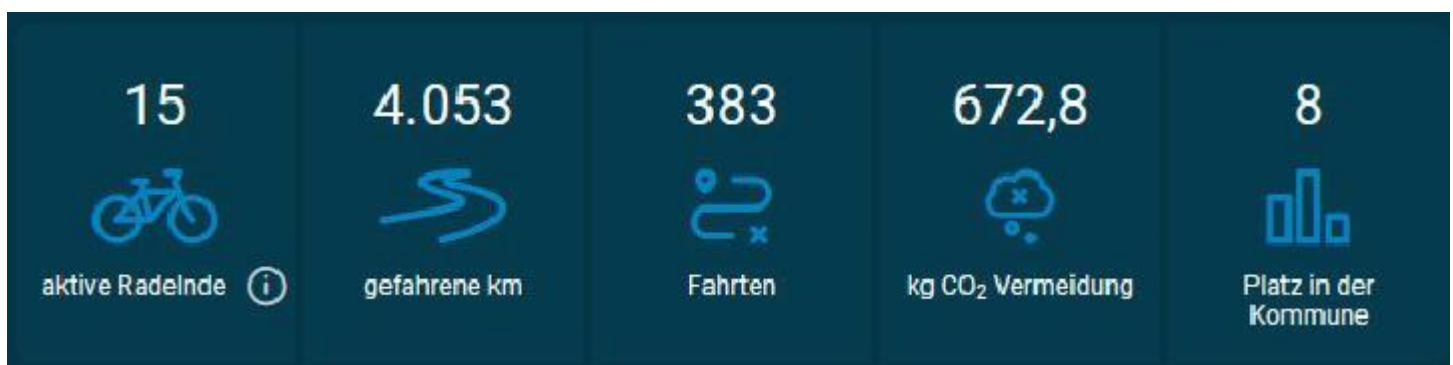 15
aktive Radelnde
4.053
gefahrene km
383
Fahrten
672,8
kg CO₂ Vermeidung
8
Platz in der
Kommune